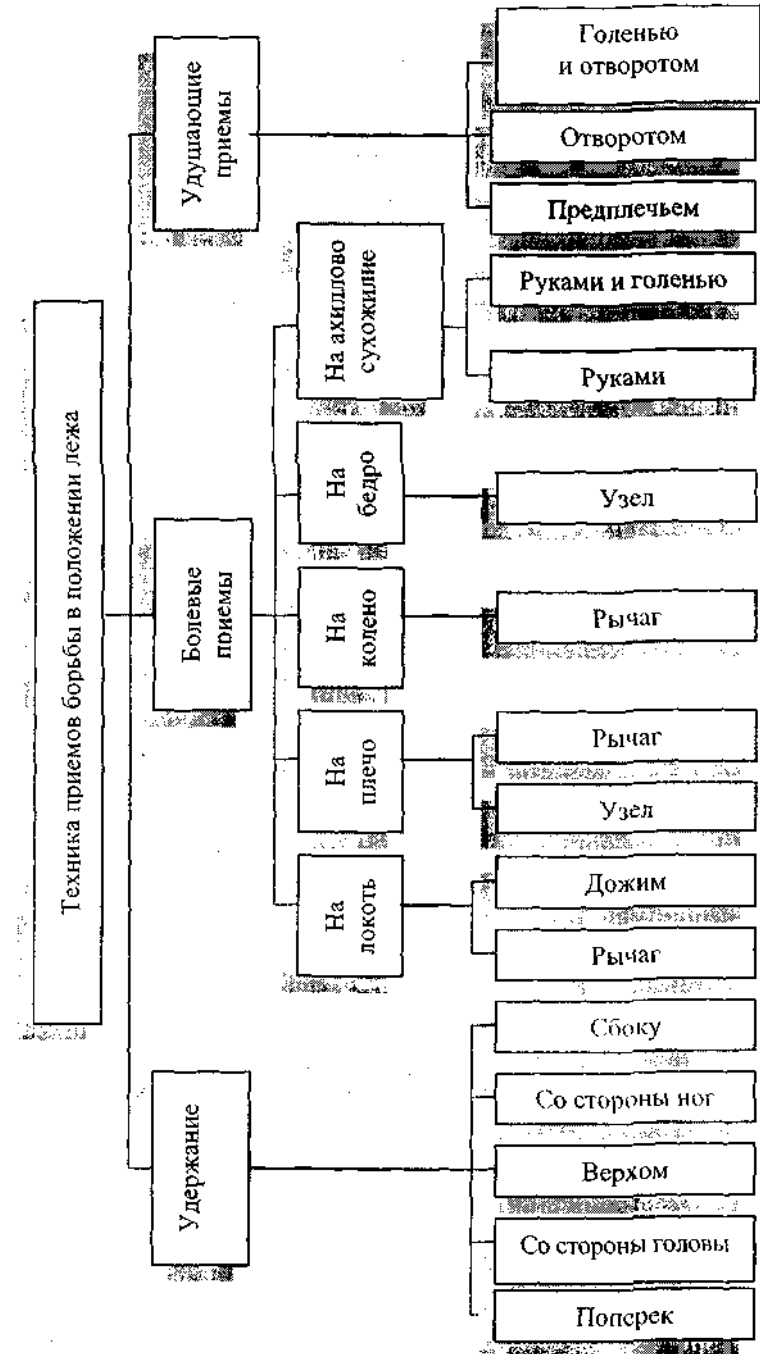 Техника приемов борьбы в положении лежа
Удержание
Болевые
поиемы
Удушающие
приемы
На
локоть
На
плечо
На
колено
На
бедро
На ахиллово
сухожилие
Голенью
и отворотом
Отворотом
Предплечьем
Руками и голенью
Руками
Узел
Рычаг
Рычаг
Узел
Дожим
Рычаг
Сбоку
Со стороны ног
Верхом
Со стороны головы
Поперек